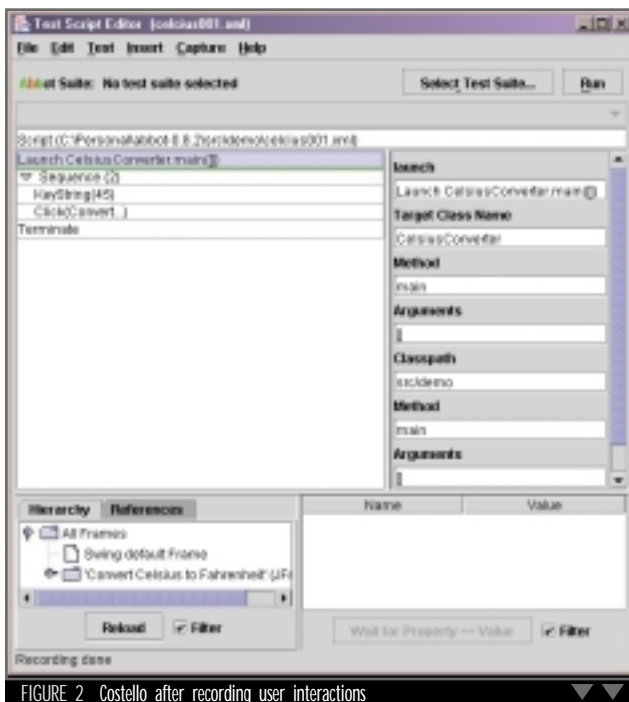 Test Script Editor (celcius001.xml)
File Edit Test Insert Capture Help
Abbot Suite: No test suite selected
Select Test Suite... Run
Script (C:\Personal\abbot-0.8.2\src\demo\celcius001.xml)
Launch CelsiusConverter.main([])
Sequence (2)
KeyString(45)
Click(Convert...)
Terminate
launch
Launch CelsiusConverter.main([])
Target Class Name
CelsiusConverter
Method
main
Arguments
[]
Classpath
src/demo
Method
main
Arguments
[]
Hierarchy References
All Frames
Swing default Frame
'Convert Celsius to Fahrenheit' (JFr
Reload Filter
Name Value
Wait for Property == Value Filter
Recording done
FIGURE 2 Costello after recording user interactions